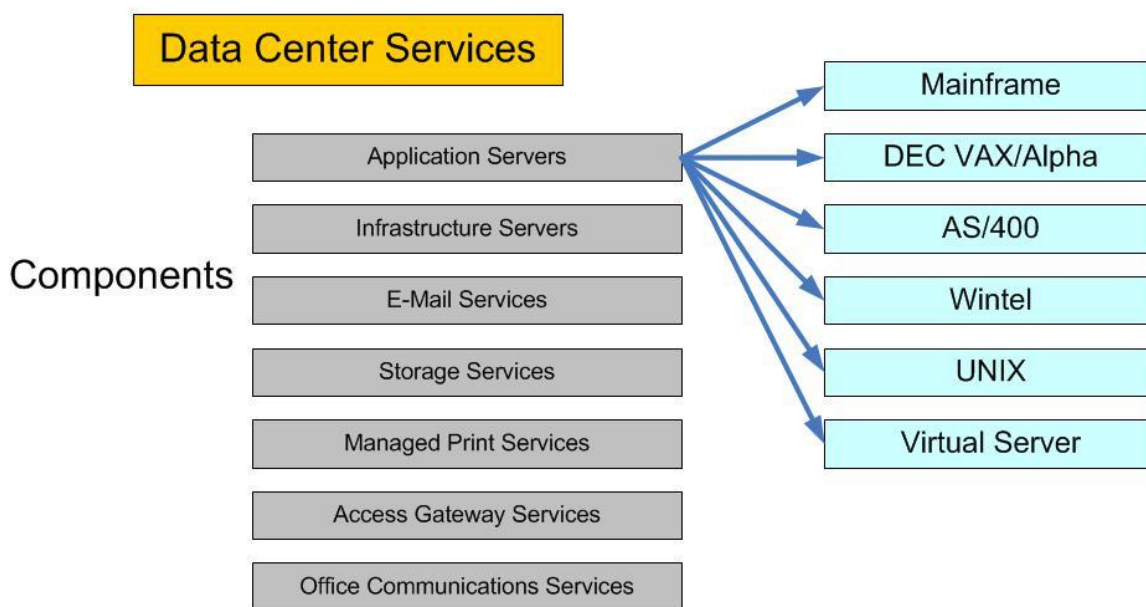 Data Center Services
Components
Application Servers
Infrastructure Servers
E-Mail Services
Storage Services
Managed Print Services
Access Gateway Services
Office Communications Services
Mainframe
DEC VAX/Alpha
AS/400
Wintel
UNIX
Virtual Server